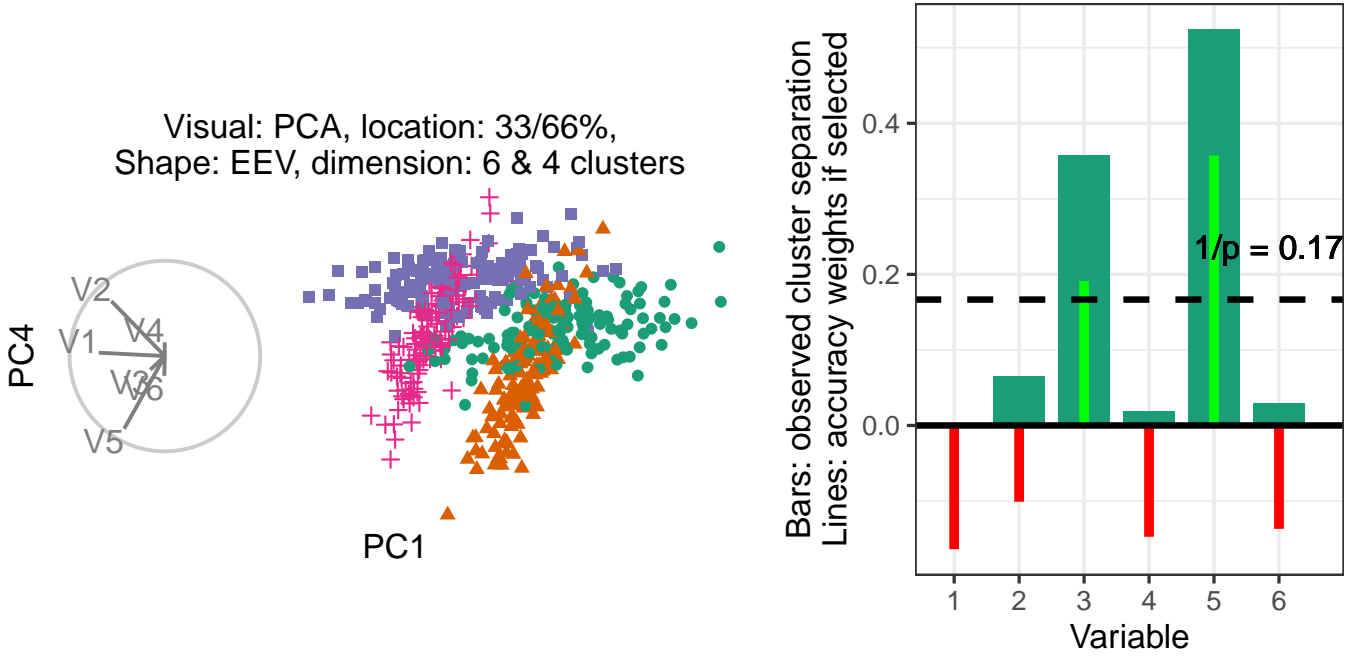 Visual: PCA, location: 33/66%,
Shape: EEV, dimension: 6 & 4 clusters
PC4
V2
V4
V1
V3
V6
V5
PC1
Bars: observed cluster separation
Lines: accuracy weights if selected
0.4
0.2
0.0
1/p = 0.17
1 2 3 4 5 6
Variable